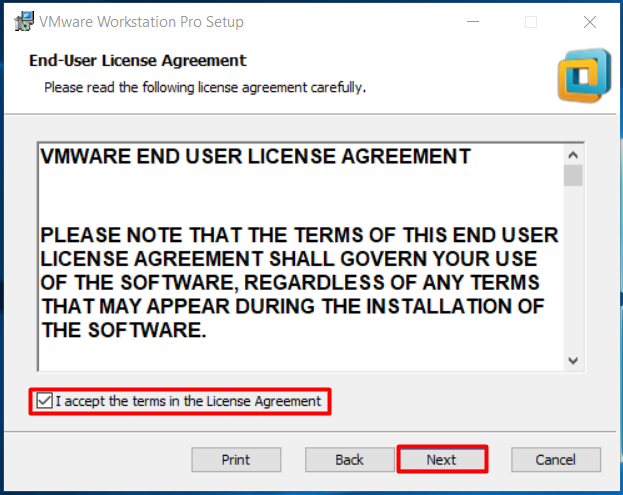 VMware Workstation Pro Setup
End-User License Agreement
Please read the following license agreement carefully.
VMWARE END USER LICENSE AGREEMENT
PLEASE NOTE THAT THE TERMS OF THIS END USER
LICENSE AGREEMENT SHALL GOVERN YOUR USE
OF THE SOFTWARE, REGARDLESS OF ANY TERMS
THAT MAY APPEAR DURING THE INSTALLATION OF
THE SOFTWARE.
I accept the terms in the License Agreement
Print Back Next Cancel